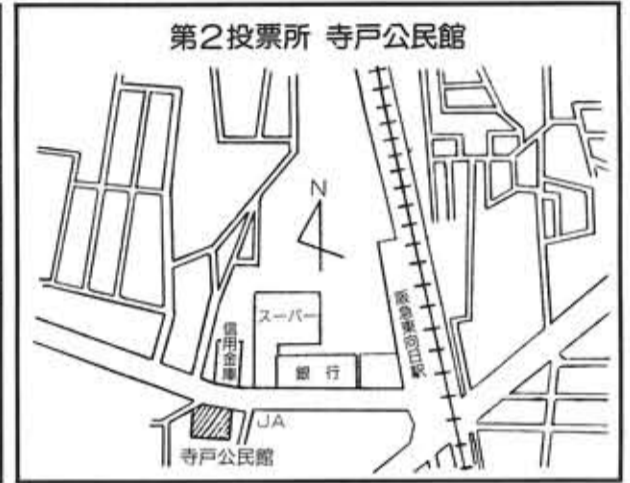 第2投票所 寺戸公民館
N
スーパー
信用金庫
銀行
阪急東向日駅
JA
寺戸公民館